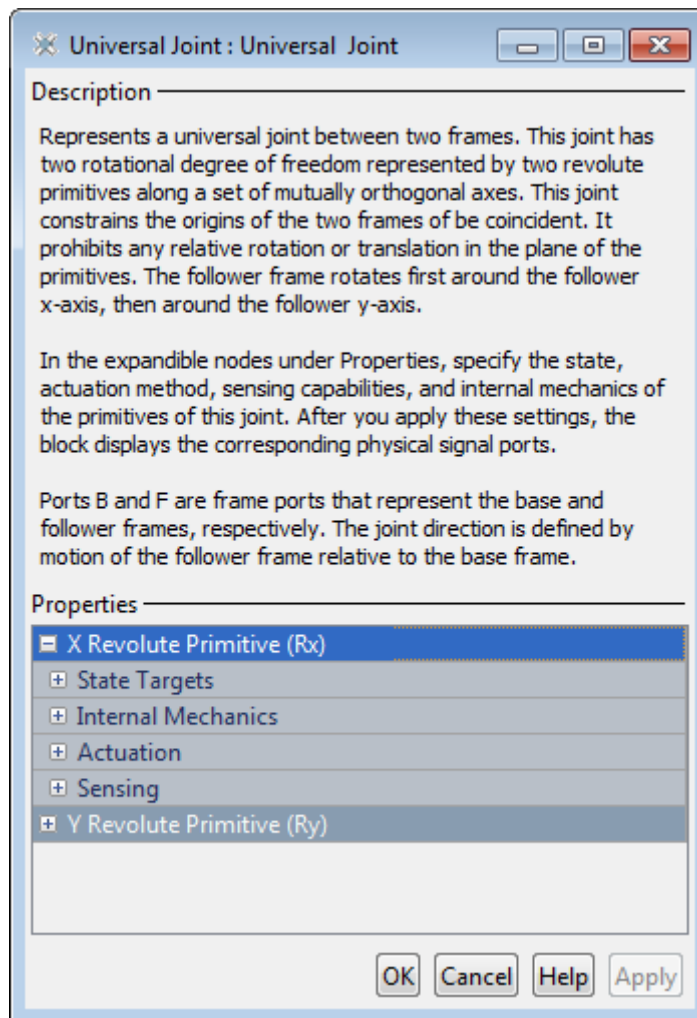 Universal Joint : Universal Joint
Description
Represents a universal joint between two frames. This joint has
two rotational degree of freedom represented by two revolute
primitives along a set of mutually orthogonal axes. This joint
constrains the origins of the two frames of be coincident. It
prohibits any relative rotation or translation in the plane of the
primitives. The follower frame rotates first around the follower
x-axis, then around the follower y-axis.
In the expandible nodes under Properties, specify the state,
actuation method, sensing capabilities, and internal mechanics of
the primitives of this joint. After you apply these settings, the
block displays the corresponding physical signal ports.
Ports B and F are frame ports that represent the base and
follower frames, respectively. The joint direction is defined by
motion of the follower frame relative to the base frame.
Properties
X Revolute Primitive (Rx)
State Targets
Internal Mechanics
Actuation
Sensing
Y Revolute Primitive (Ry)
OK Cancel Help Apply